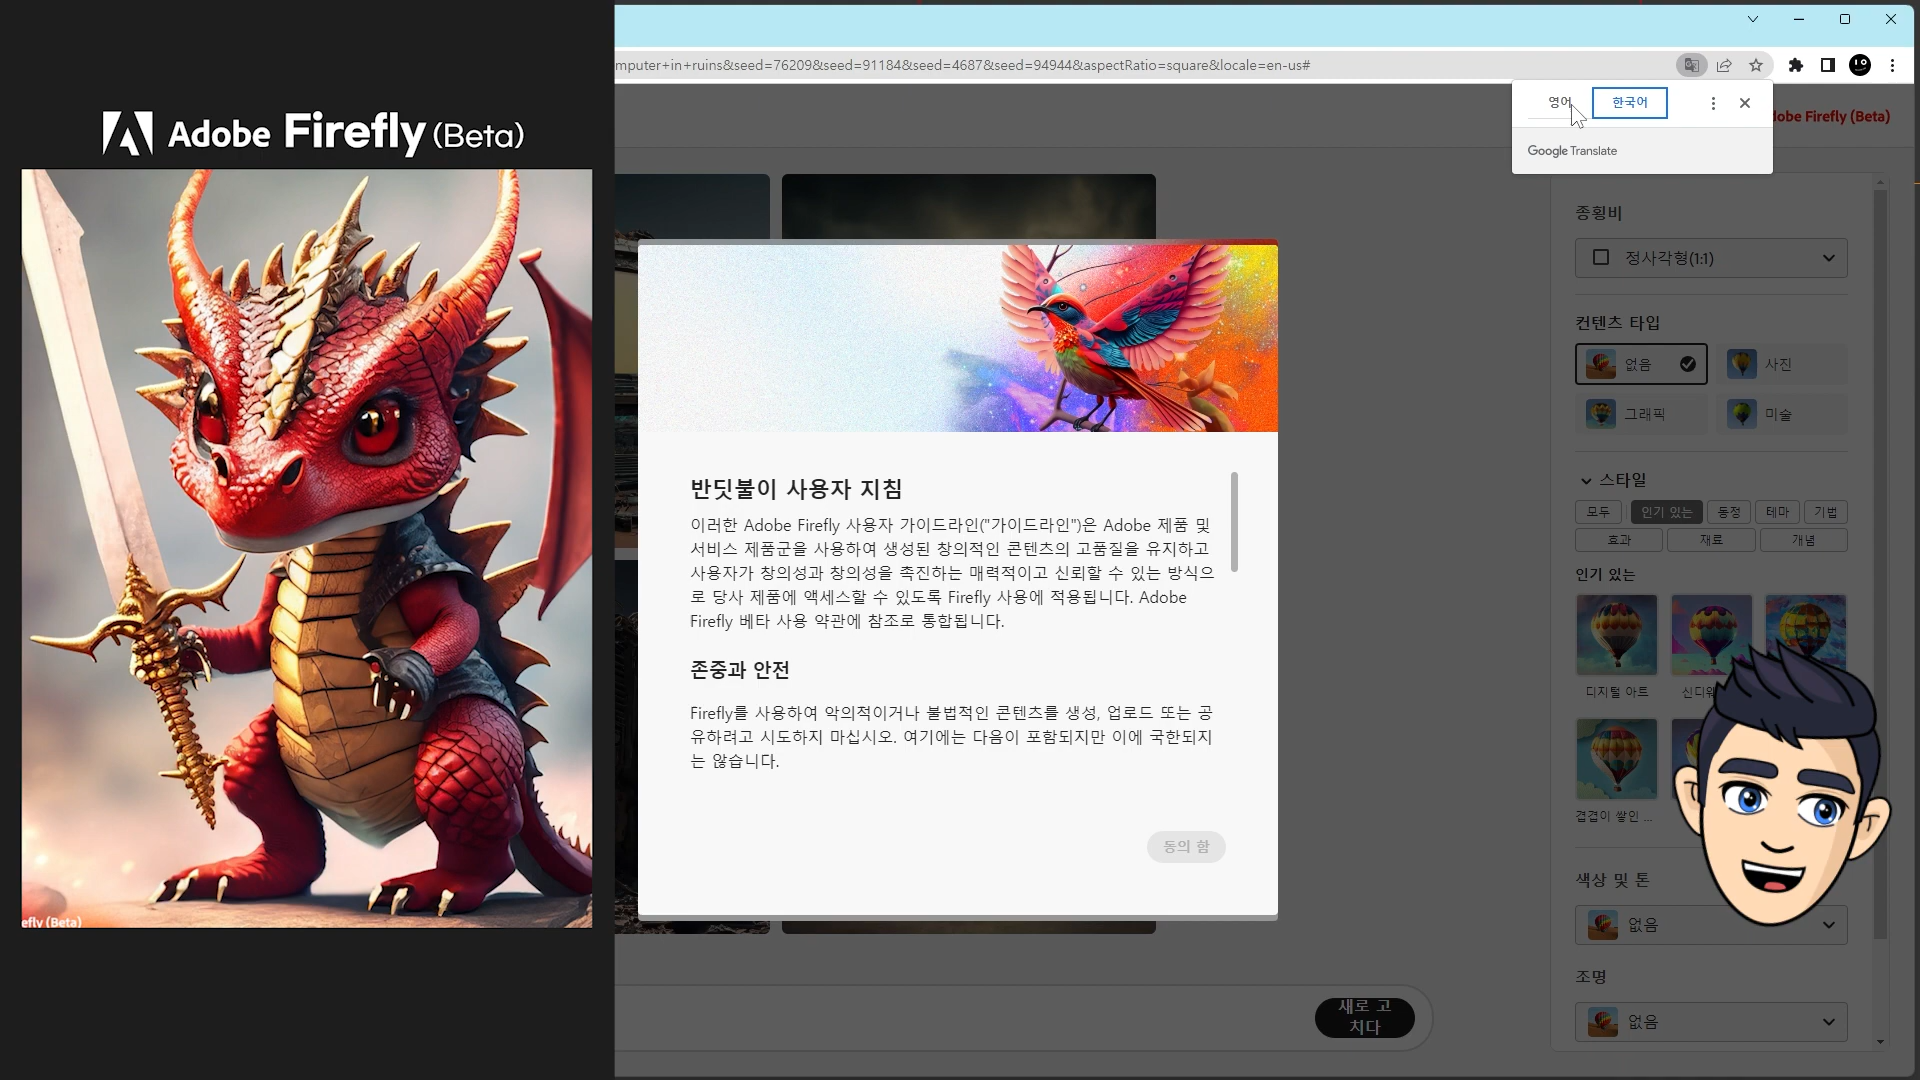 Adobe Firefly (Beta)
efly (Beta)
mputer+in+ruins&seed=76209&seed=91184&seed=4687&seed=94944&aspectRatio=square&locale=en-us#
영어 한국어
Google Translate
dobe Firefly (Beta)
반딧불이 사용자 지침
이러한 Adobe Firefly 사용자 가이드라인("가이드라인")은 Adobe 제품 및
서비스 제품군을 사용하여 생성된 창의적인 콘텐츠의 고품질을 유지하고
사용자가 창의성과 창의성을 촉진하는 매력적이고 신뢰할 수 있는 방식으
로 당사 제품에 액세스할 수 있도록 Firefly 사용에 적용됩니다. Adobe
Firefly 베타 사용 약관에 참조로 통합됩니다.
존중과 안전
Firefly를 사용하여 악의적이거나 불법적인 콘텐츠를 생성, 업로드 또는 공
유하려고 시도하지 마십시오. 여기에는 다음이 포함되지만 이에 국한되지
는 않습니다.
동의 함
새로 고
치다
종횡비
정사각형(1:1)
컨텐츠 타입
없음 사진
그래픽 미술
스타일
모두 인기 있는 동정 테마 기법
효과 재료 개념
인기 있는
디지털 아트 신디웨
겹겹이 쌓인 ...
색상 및 톤
없음
조명
없음